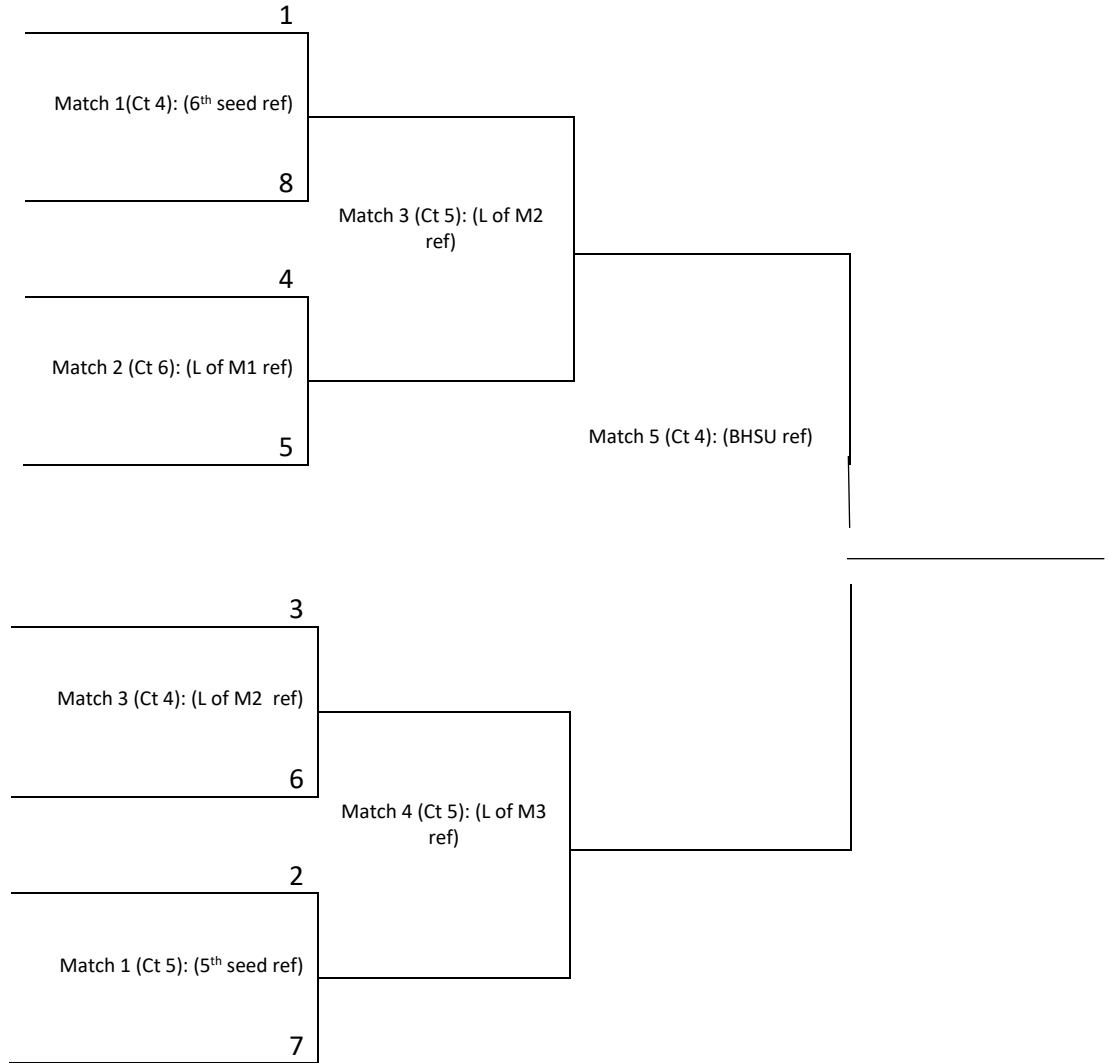 1
Match 1(Ct 4): (6th seed ref)
8
Match 3 (Ct 5): (L of M2
ref)
4
Match 2 (Ct 6): (L of M1 ref)
5
Match 5 (Ct 4): (BHSU ref)
3
Match 3 (Ct 4): (L of M2  ref)
6
Match 4 (Ct 5): (L of M3
ref)
2
Match 1 (Ct 5): (5th seed ref)
7